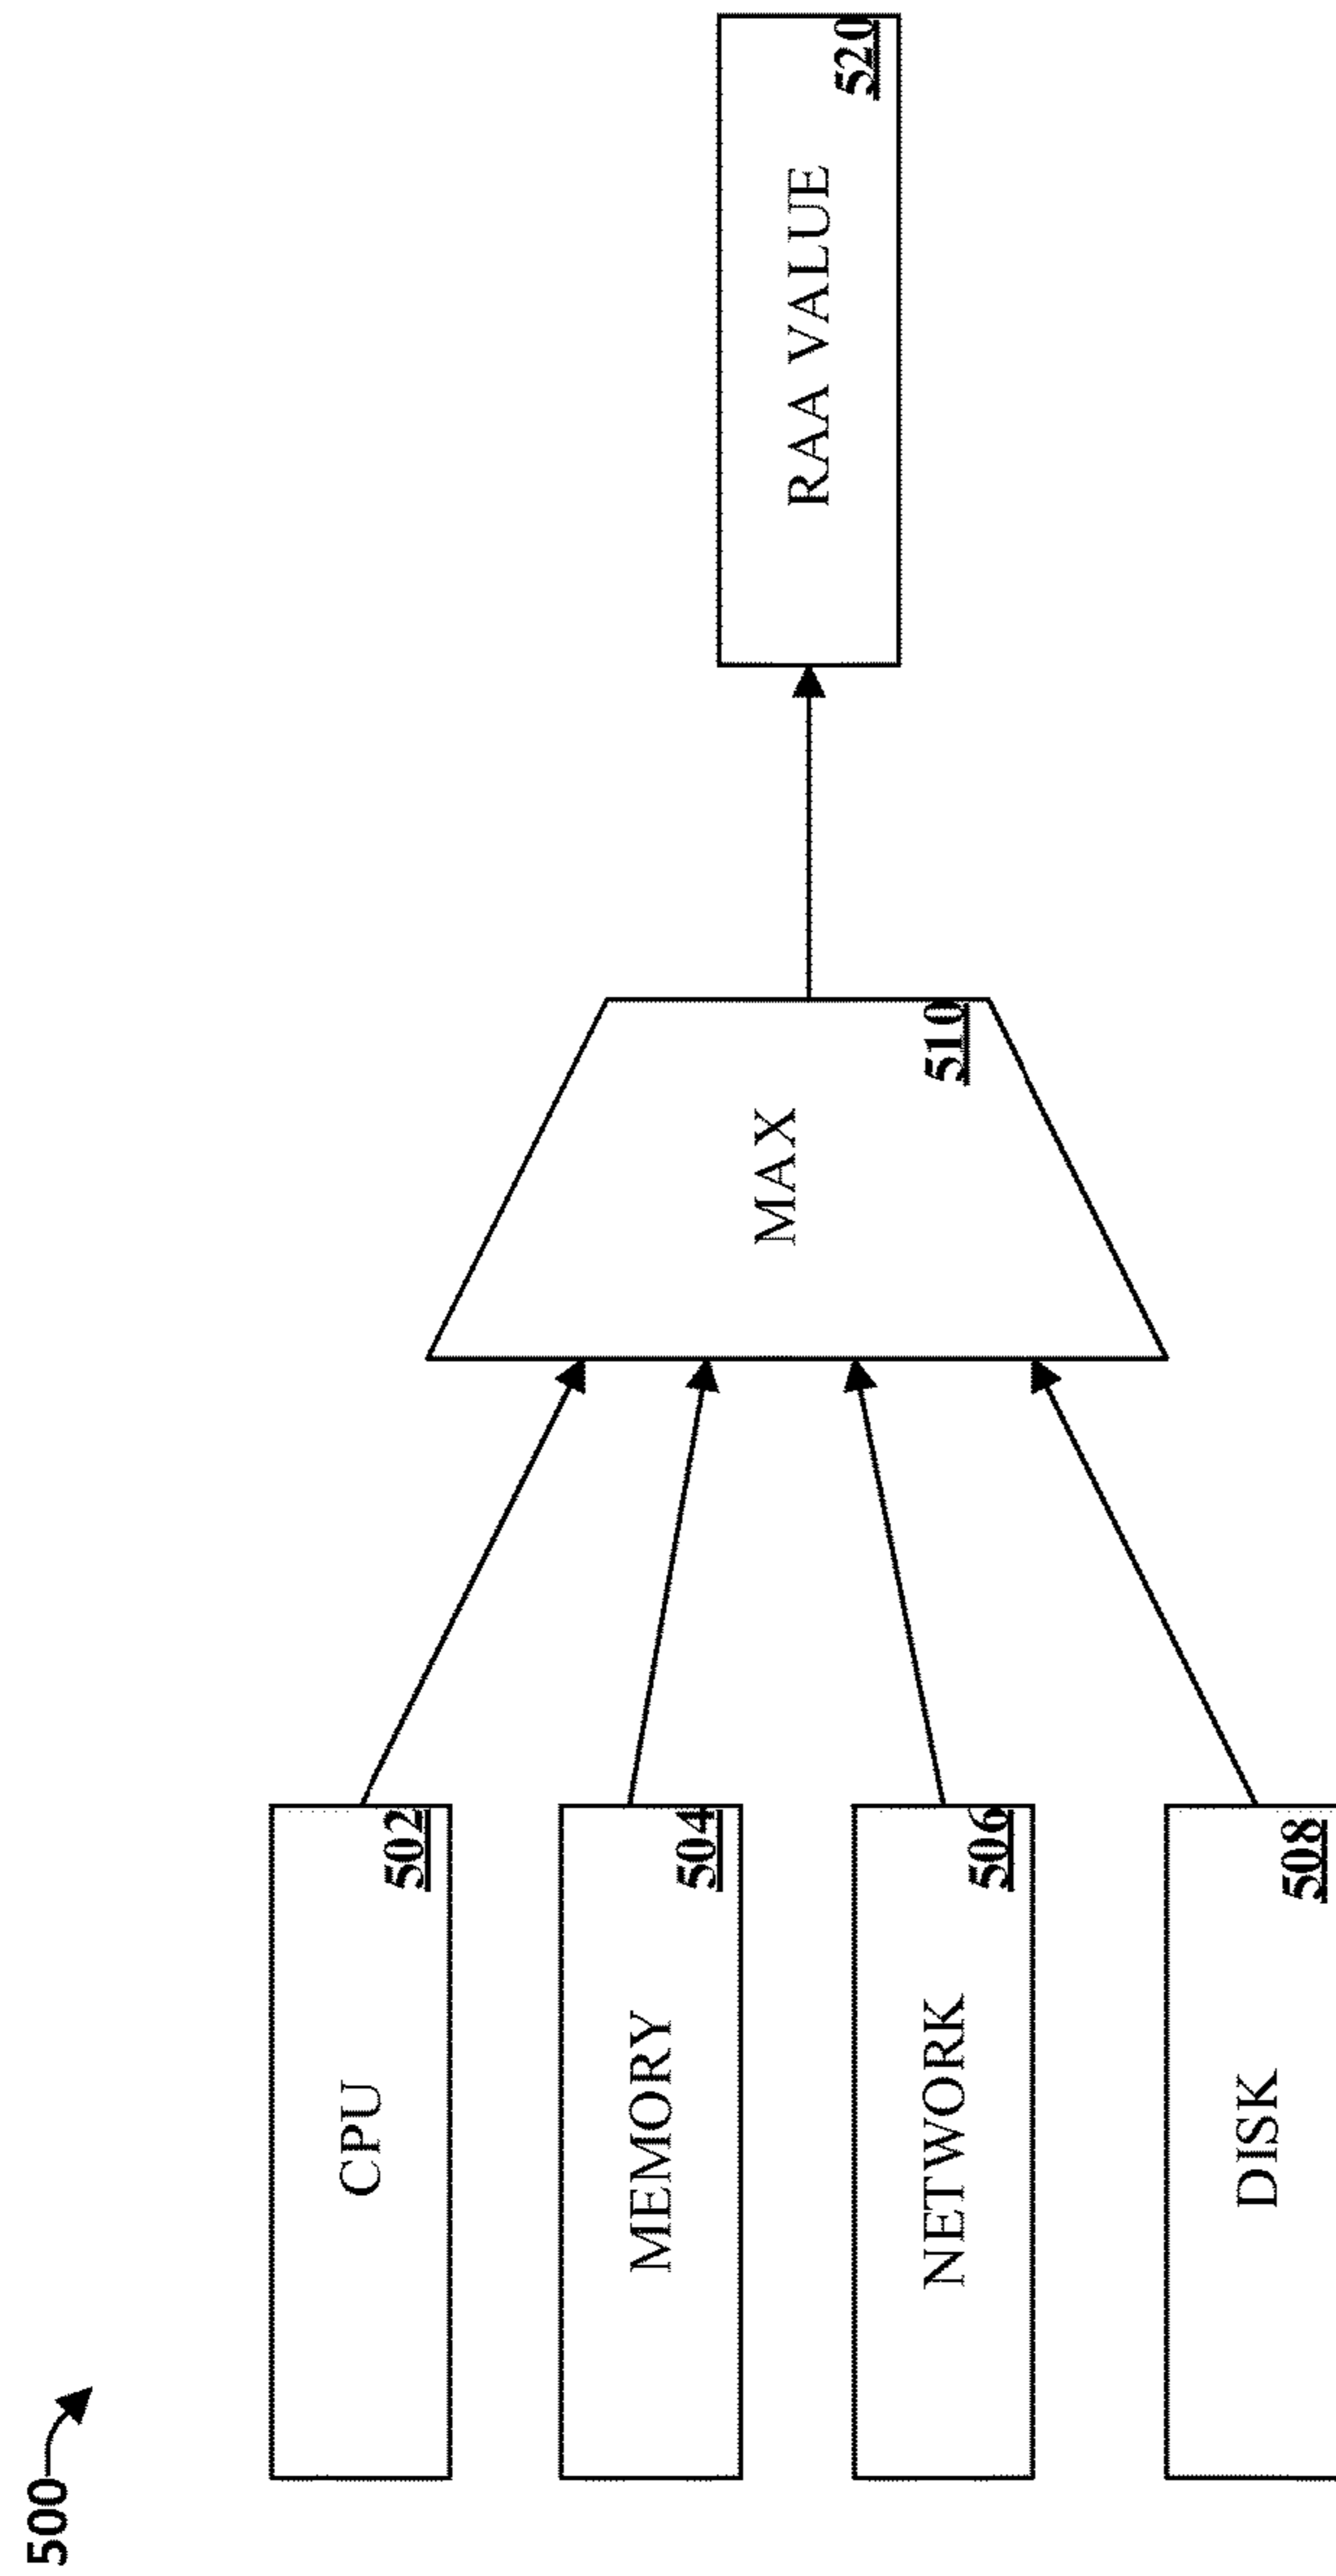 500
CPU
502
MEMORY
504
NETWORK
506
DISK
508
MAX
510
RAA VALUE
520